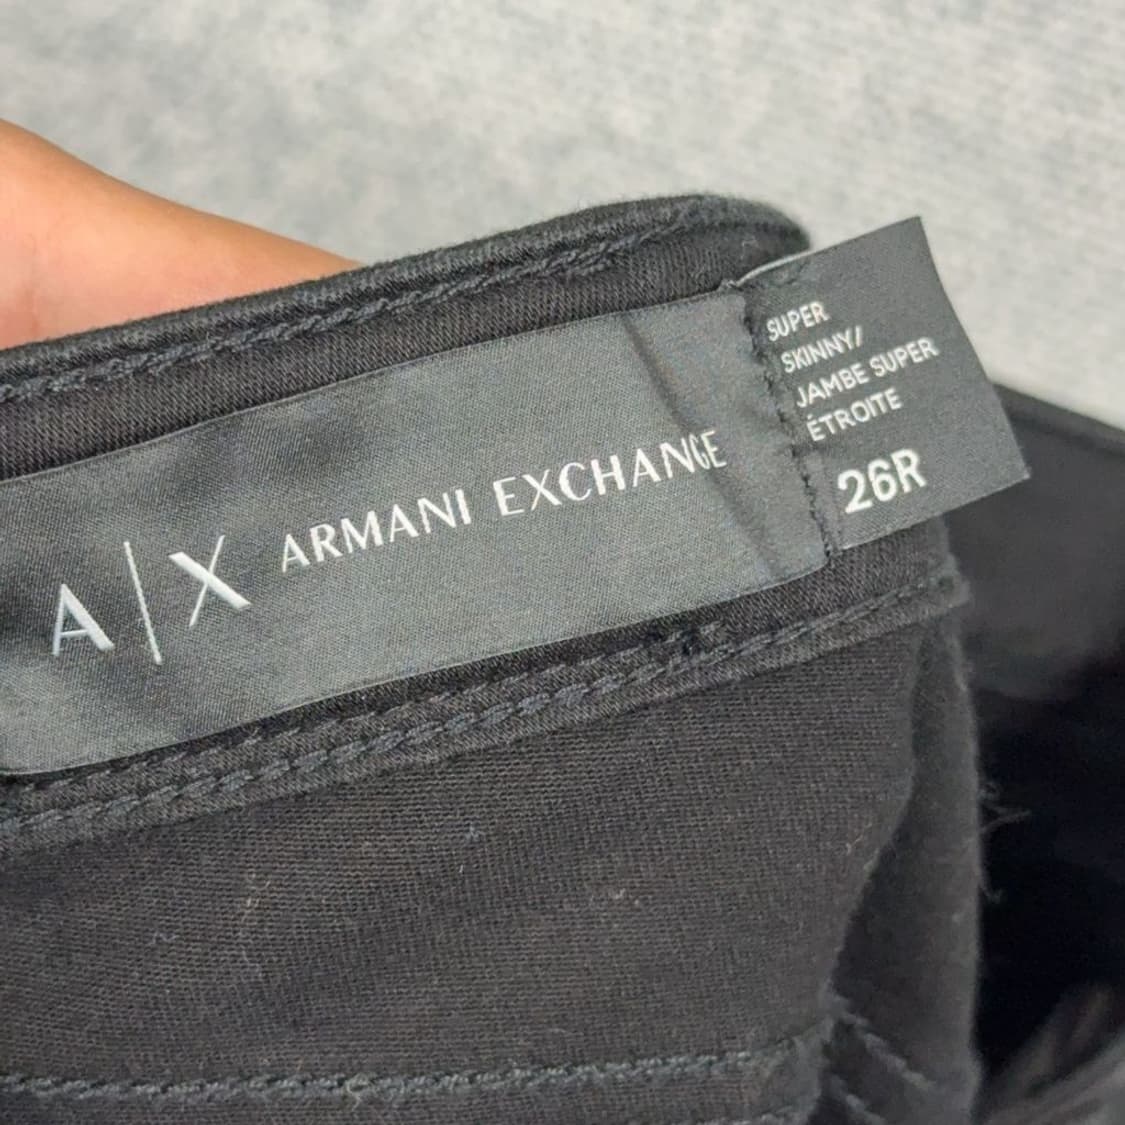 A|X ARMANI EXCHANGE
SUPER
SKINNY/
JAMBE SUPER
ÉTROITE
26R